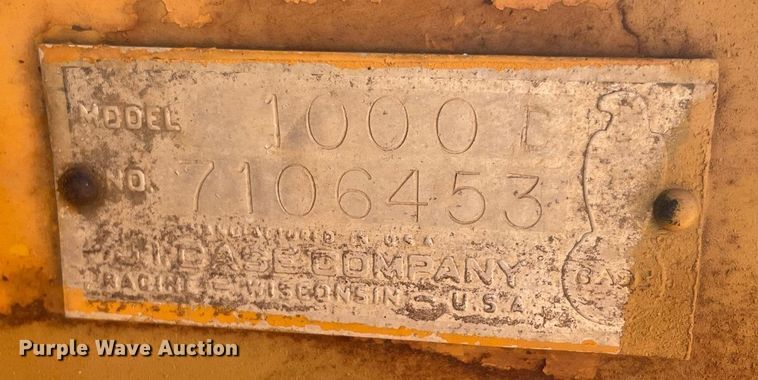 MODEL 1000 D
NO. 7106453
MANUFACTURED IN U.S.A.
J I CASE COMPANY
RACINE – WISCONSIN – U.S.A.
CASE
Purple Wave Auction